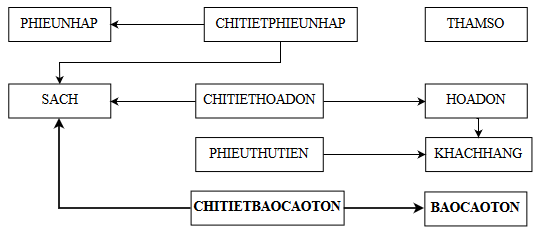 PHIEUNHAP
CHITIETPHIEUNHAP
THAMSO
SACH
CHITIETHOADON
HOADON
PHIEUTHUTIEN
KHACHHANG
CHITIETBAOCAOTON
BAOCAOTON